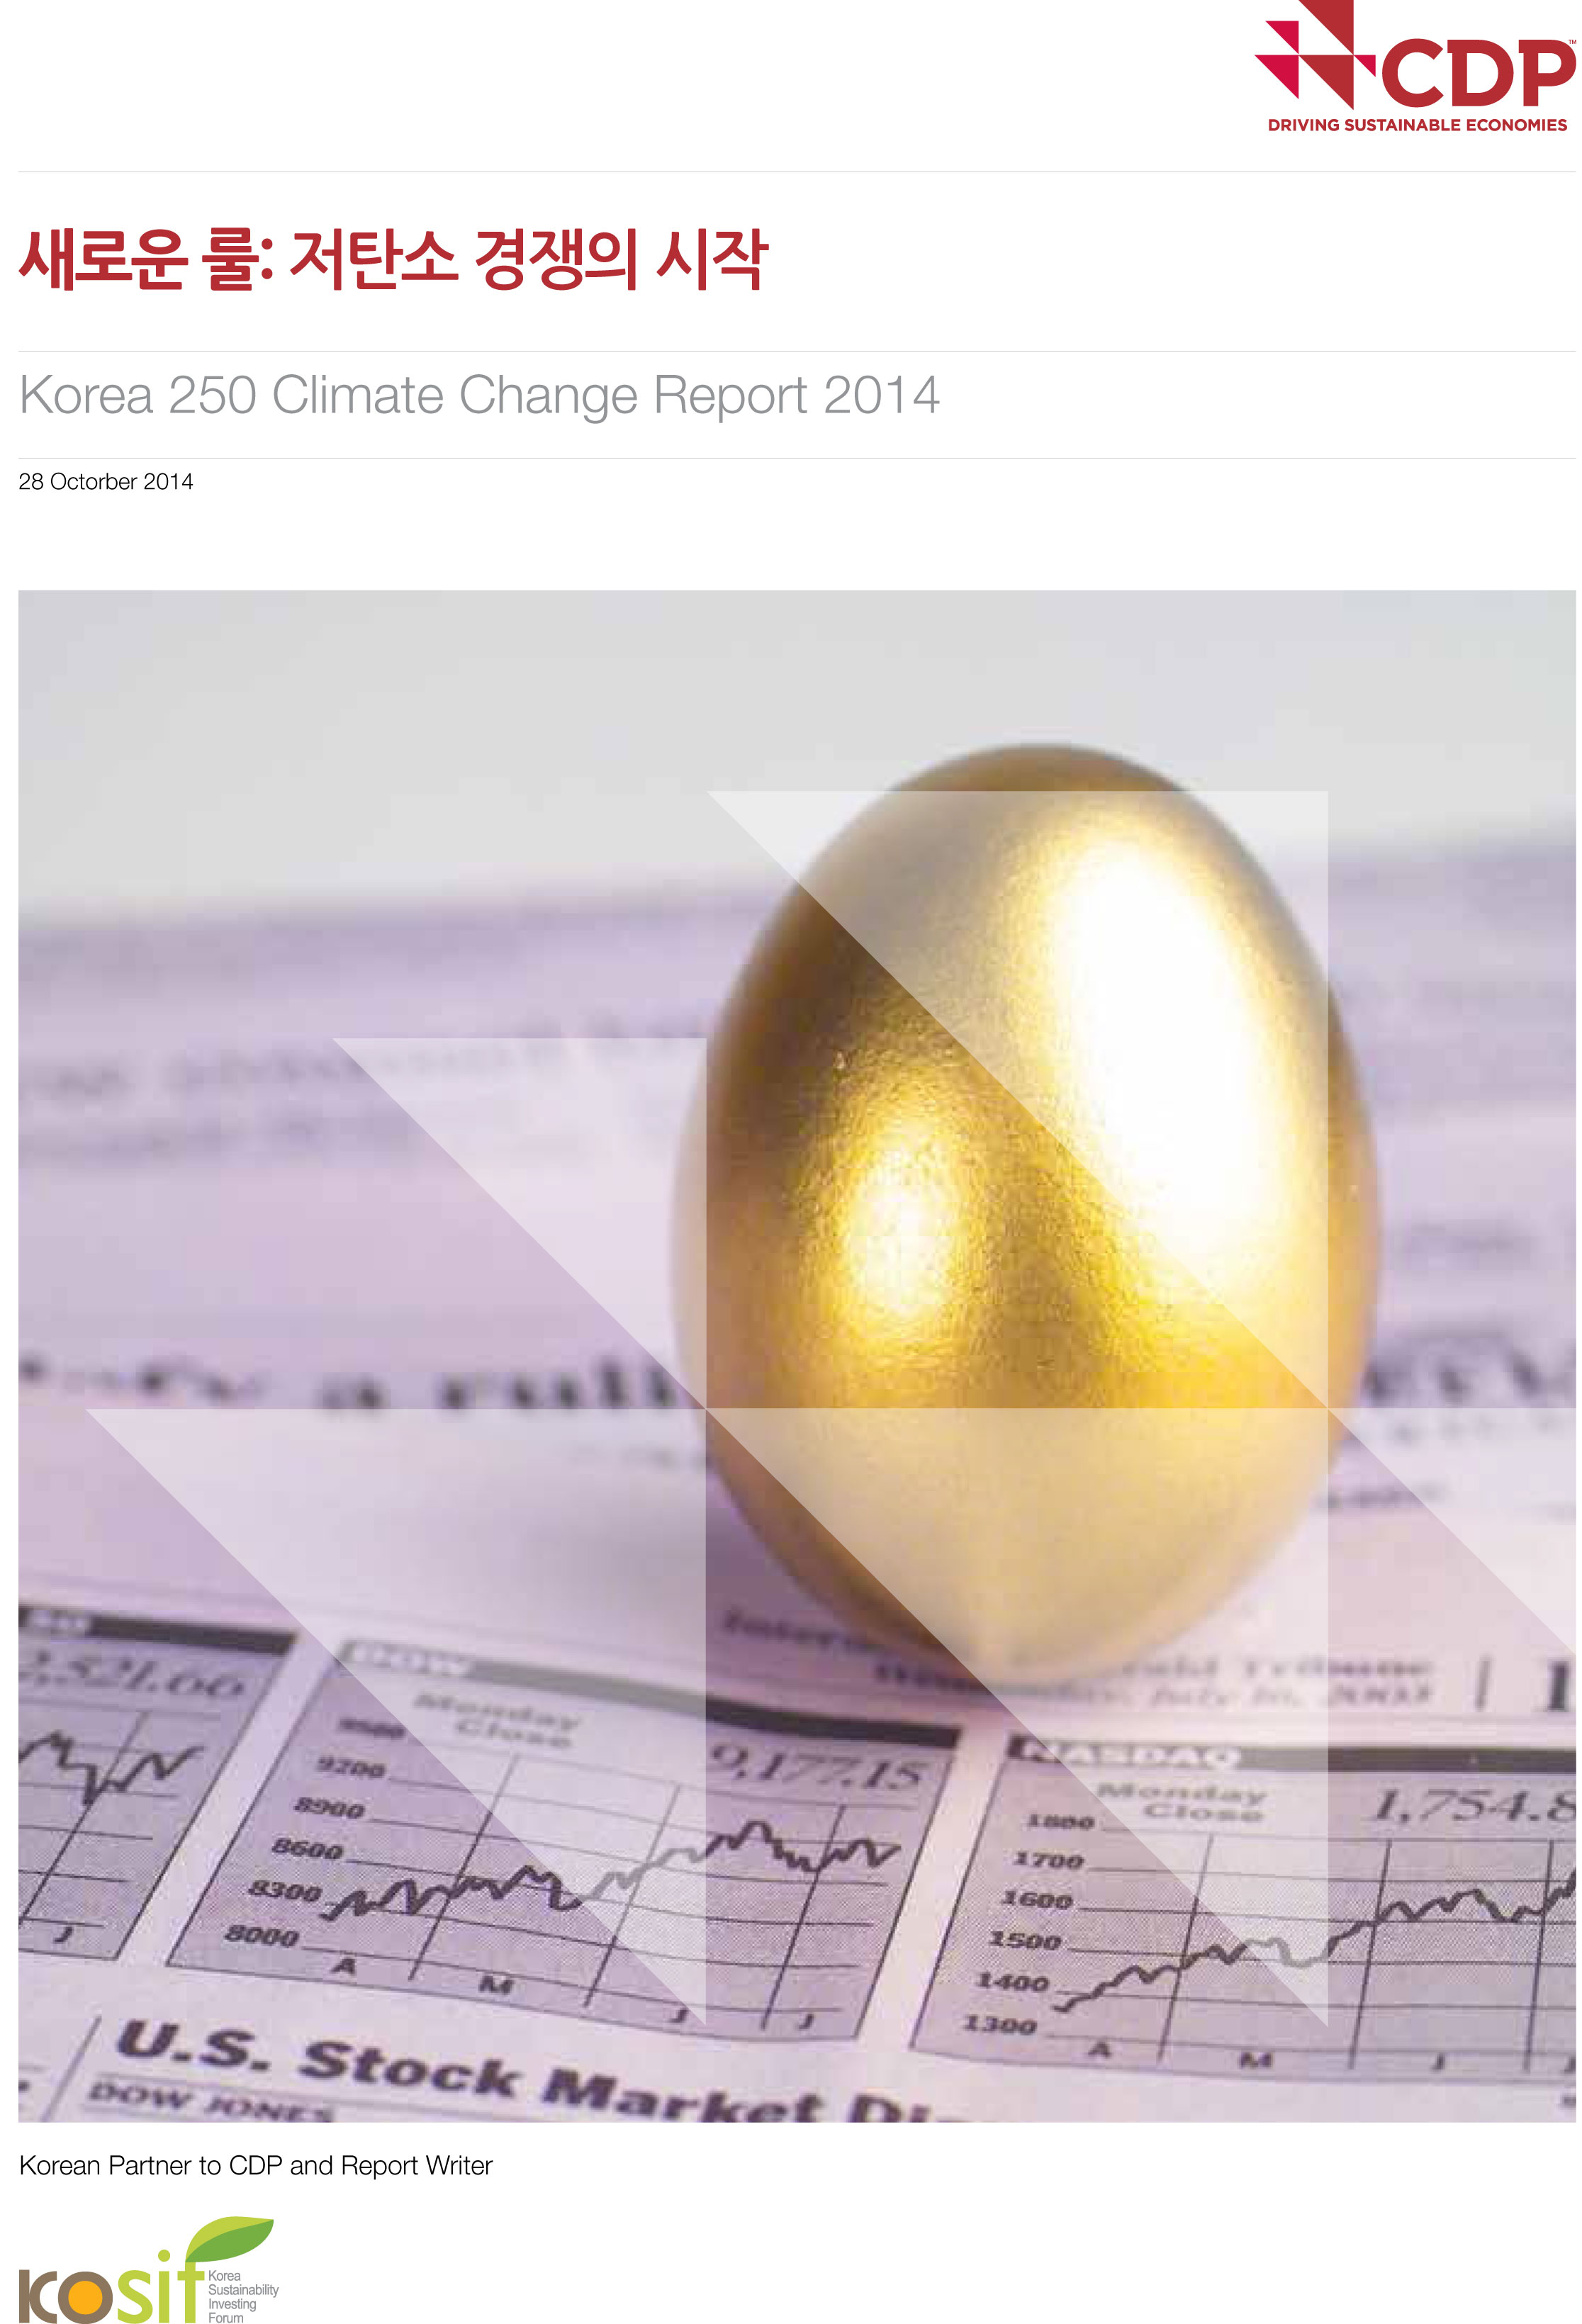 CDP™
DRIVING SUSTAINABLE ECONOMIES
새로운 룰: 저탄소 경쟁의 시작
Korea 250 Climate Change Report 2014
28 Octorber 2014
2,521.66
DOW
Monday
Close
9500
9,177.15
9200
8900
8600
8300
8000
A M J J
NASDAQ
Monday
Close
1,754.8
1800
1700
1600
1500
1400
1300
A M J
U.S. Stock Market
DOW JONES
Korean Partner to CDP and Report Writer
kosif
Korea
Sustainability
Investing
Forum